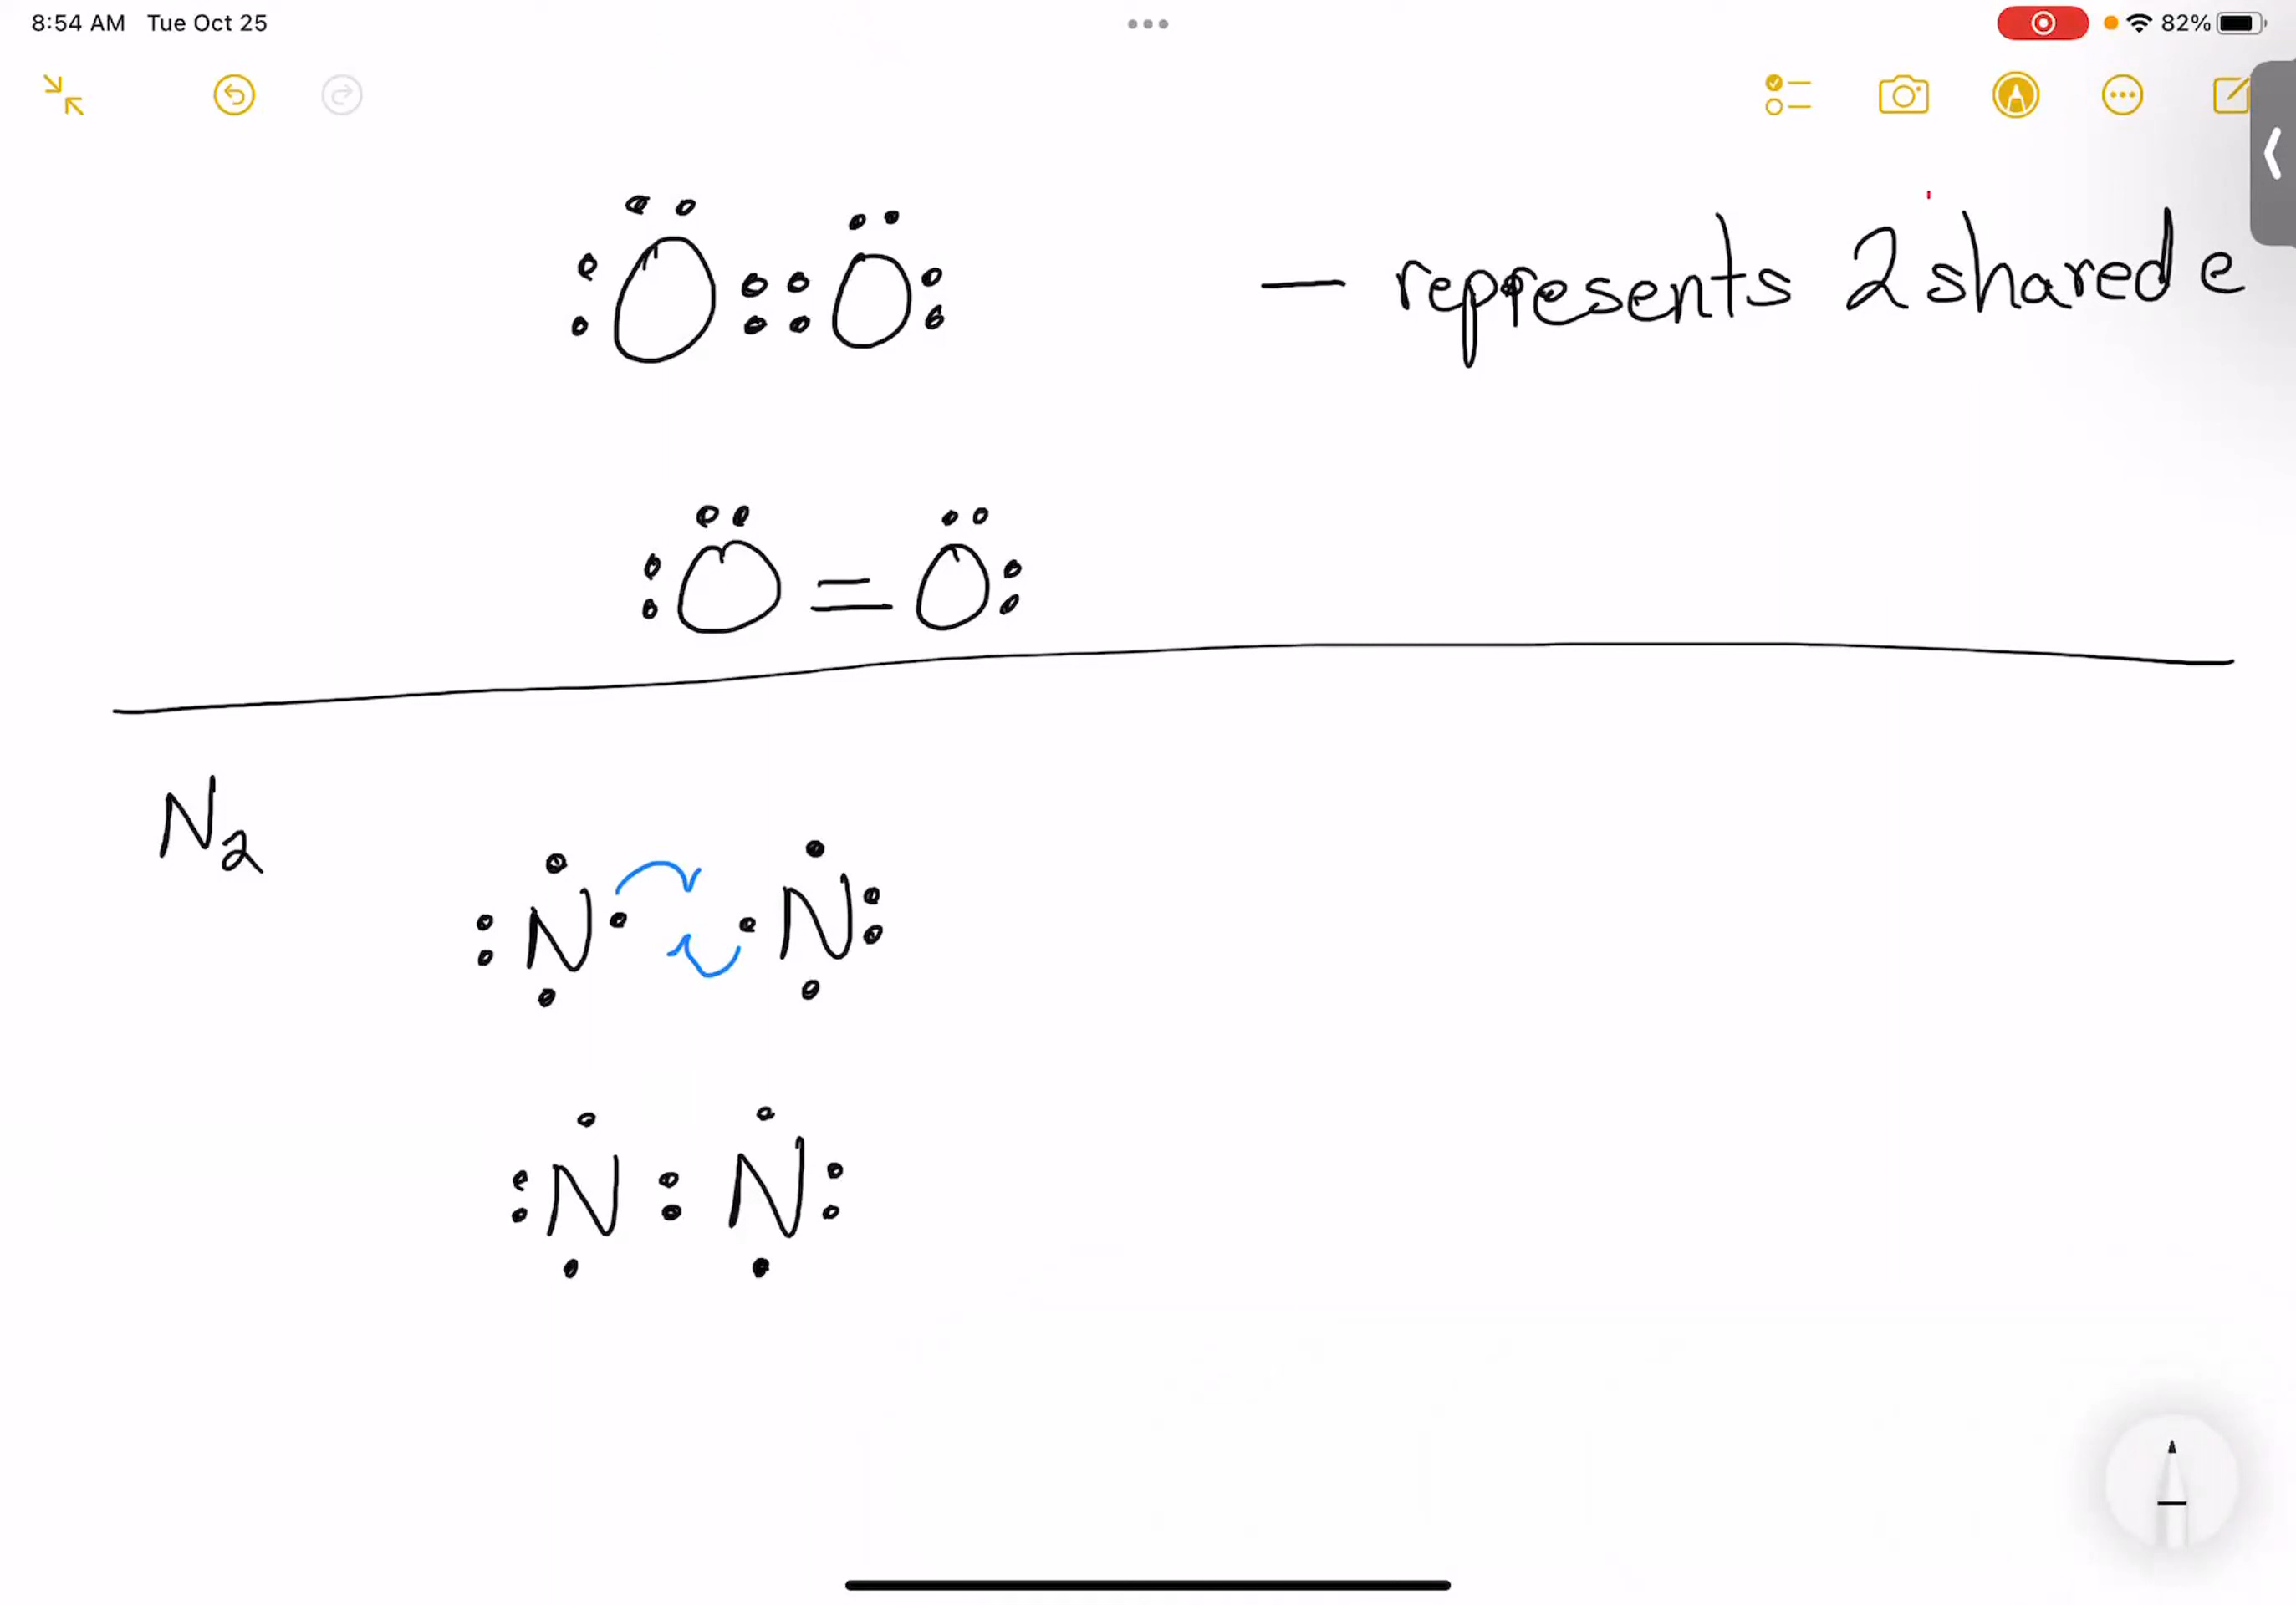 8:54 AM Tue Oct 25
82%
:Ö::Ö:
— represents 2 shared e
:Ö=Ö:
N₂
:N· ·N:
:N:N: